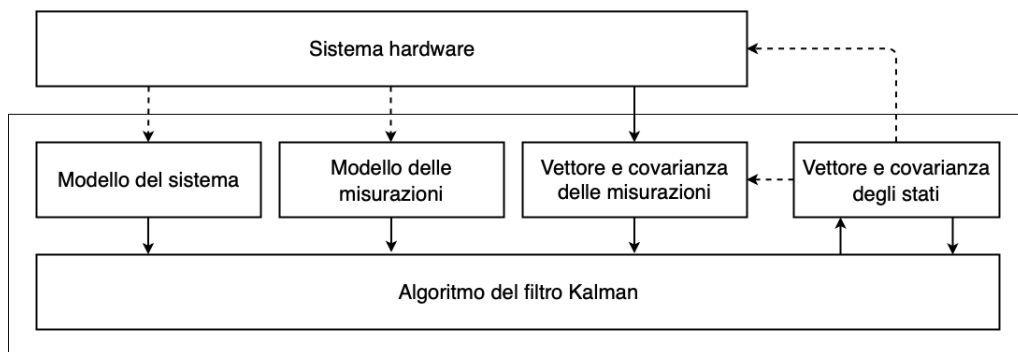 Sistema hardware
Modello del sistema
Modello delle
misurazioni
Vettore e covarianza
delle misurazioni
Vettore e covarianza
degli stati
Algoritmo del filtro Kalman